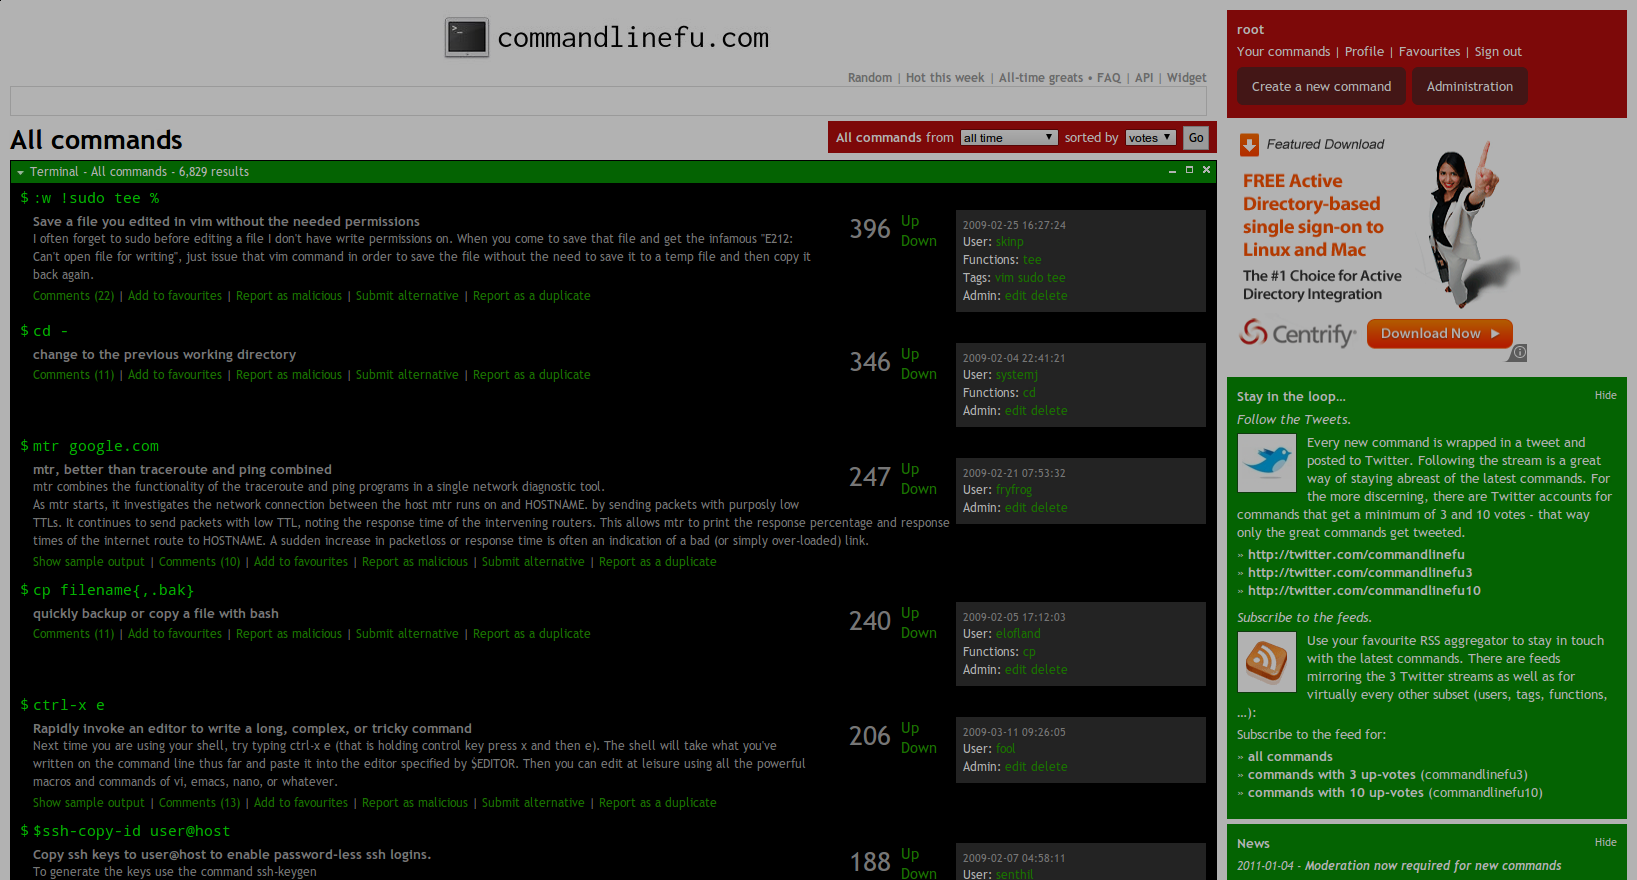 >_ commandlinefu.com
Random | Hot this week | All-time greats • FAQ | API | Widget
All commands
All commands from all time sorted by votes Go
Terminal - All commands - 6,829 results
$ :w !sudo tee %
Save a file you edited in vim without the needed permissions
I often forget to sudo before editing a file I don't have write permissions on. When you come to save that file and get the infamous "E212:
Can't open file for writing", just issue that vim command in order to save the file without the need to save it to a temp file and then copy it
back again.
Comments (22) | Add to favourites | Report as malicious | Submit alternative | Report as a duplicate
396
Up
Down
2009-02-25 16:27:24
User: skinp
Functions: tee
Tags: vim sudo tee
Admin: edit delete
$ cd -
change to the previous working directory
Comments (11) | Add to favourites | Report as malicious | Submit alternative | Report as a duplicate
346
Up
Down
2009-02-04 22:41:21
User: systemj
Functions: cd
Admin: edit delete
$ mtr google.com
mtr, better than traceroute and ping combined
mtr combines the functionality of the traceroute and ping programs in a single network diagnostic tool.
As mtr starts, it investigates the network connection between the host mtr runs on and HOSTNAME. by sending packets with purposly low
TTLs. It continues to send packets with low TTL, noting the response time of the intervening routers. This allows mtr to print the response percentage and response
times of the internet route to HOSTNAME. A sudden increase in packetloss or response time is often an indication of a bad (or simply over-loaded) link.
Show sample output | Comments (10) | Add to favourites | Report as malicious | Submit alternative | Report as a duplicate
247
Up
Down
2009-02-21 07:53:32
User: fryfrog
Admin: edit delete
$ cp filename{,.bak}
quickly backup or copy a file with bash
Comments (11) | Add to favourites | Report as malicious | Submit alternative | Report as a duplicate
240
Up
Down
2009-02-05 17:12:03
User: elofland
Functions: cp
Admin: edit delete
$ ctrl-x e
Rapidly invoke an editor to write a long, complex, or tricky command
Next time you are using your shell, try typing ctrl-x e (that is holding control key press x and then e). The shell will take what you've
written on the command line thus far and paste it into the editor specified by $EDITOR. Then you can edit at leisure using all the powerful
macros and commands of vi, emacs, nano, or whatever.
Show sample output | Comments (13) | Add to favourites | Report as malicious | Submit alternative | Report as a duplicate
206
Up
Down
2009-03-11 09:26:05
User: fool
Admin: edit delete
$ $ssh-copy-id user@host
Copy ssh keys to user@host to enable password-less ssh logins.
To generate the keys use the command ssh-keygen
188
Up
Down
2009-02-07 04:58:11
User: senthil
root
Your commands | Profile | Favourites | Sign out
Create a new command
Administration
Featured Download
FREE Active
Directory-based
single sign-on to
Linux and Mac
The #1 Choice for Active
Directory Integration
Centrify
Download Now
Stay in the loop…
Hide
Follow the Tweets.
Every new command is wrapped in a tweet and
posted to Twitter. Following the stream is a great
way of staying abreast of the latest commands. For
the more discerning, there are Twitter accounts for
commands that get a minimum of 3 and 10 votes - that way
only the great commands get tweeted.
» http://twitter.com/commandlinefu
» http://twitter.com/commandlinefu3
» http://twitter.com/commandlinefu10
Subscribe to the feeds.
Use your favourite RSS aggregator to stay in touch
with the latest commands. There are feeds
mirroring the 3 Twitter streams as well as for
virtually every other subset (users, tags, functions,
…):
Subscribe to the feed for:
» all commands
» commands with 3 up-votes (commandlinefu3)
» commands with 10 up-votes (commandlinefu10)
News
Hide
2011-01-04 - Moderation now required for new commands